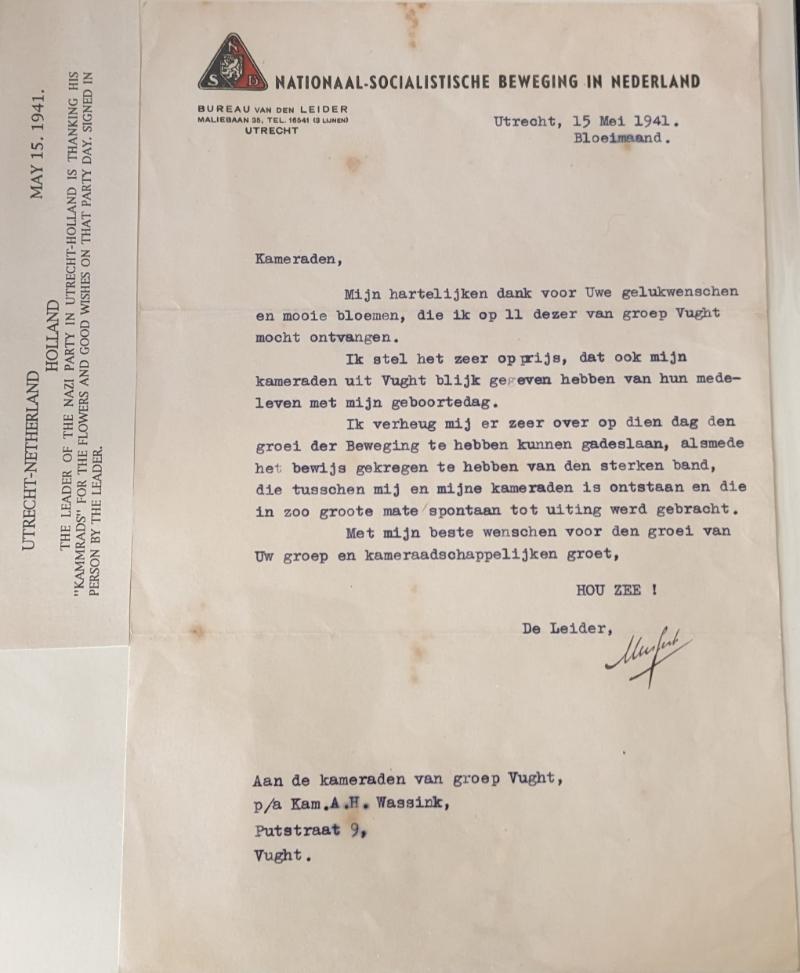 UTRECHT-NETHERLAND MAY 15. 1941.
HOLLAND
THE LEADER OF THE NAZI PARTY IN UTRECHT-HOLLAND IS THANKING HIS
"KAMMRADS" FOR THE FLOWERS AND GOOD WISHES ON THAT PARTY DAY. SIGNED IN
PERSON BY THE LEADER.
N
S B
NATIONAAL-SOCIALISTISCHE BEWEGING IN NEDERLAND
BUREAU VAN DEN LEIDER
MALIEBAAN 35, TEL. 16541 (3 LIJNEN)
UTRECHT
Utrecht, 15 Mei 1941.
Bloeimaand.
Kameraden,
Mijn hartelijken dank voor Uwe gelukwenschen
en mooie bloemen, die ik op 11 dezer van groep Vught
mocht ontvangen.
Ik stel het zeer op prijs, dat ook mijn
kameraden uit Vught blijk gegeven hebben van hun mede-
leven met mijn geboortedag.
Ik verheug mij er zeer over op dien dag den
groei der Beweging te hebben kunnen gadeslaan, alsmede
het bewijs gekregen te hebben van den sterken band,
die tusschen mij en mijne kameraden is ontstaan en die
in zoo groote mate spontaan tot uiting werd gebracht.
Met mijn beste wenschen voor den groei van
Uw groep en kameraadschappelijken groet,
HOU ZEE !
De Leider,
Mussert
Aan de kameraden van groep Vught,
p/a Kam.A.H. Wassink,
Putstraat 9,
Vught.